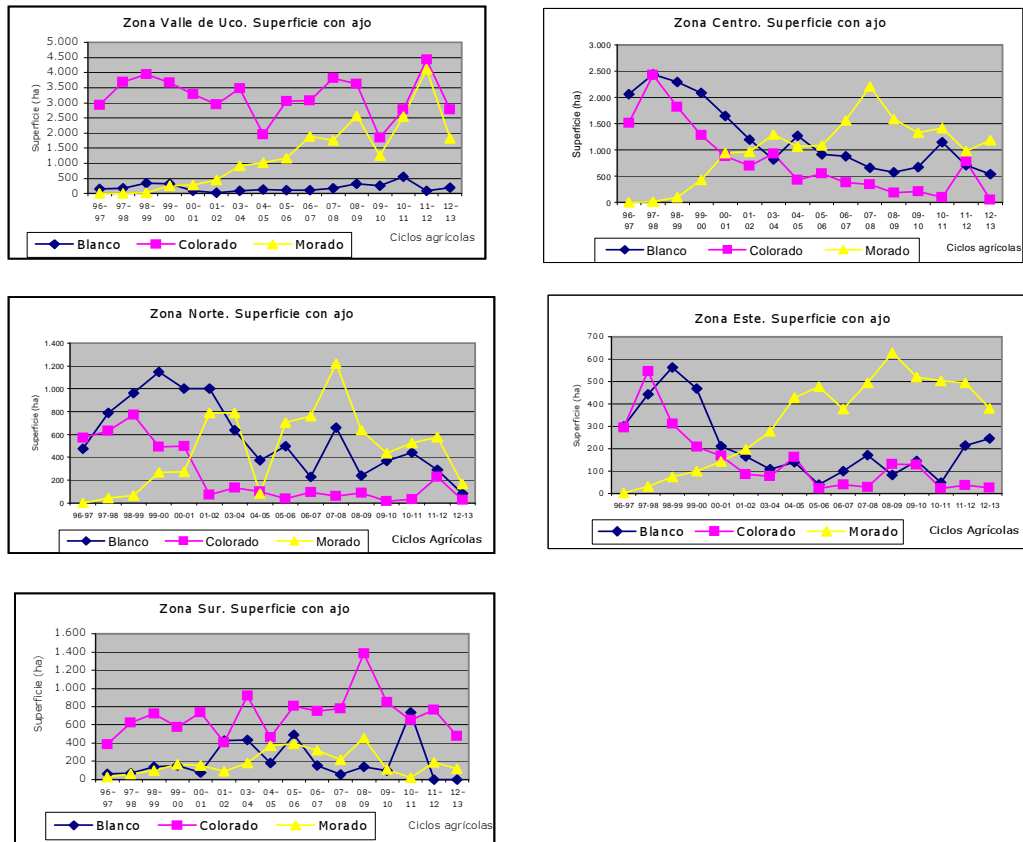 Zona Valle de Uco. Superficie con ajo
Superficie (ha)
5.000
4.500
4.000
3.500
3.000
2.500
2.000
1.500
1.000
500
0
96- 97- 98- 99- 00- 01- 03- 04- 05- 06- 07- 08- 09- 10- 11- 12-
97 98 99 00 01 02 04 05 06 07 08 09 10 11 12 13
Blanco Colorado Morado
Ciclos agrícolas
Zona Centro. Superficie con ajo
Superficie (ha)
3.000
2.500
2.000
1.500
1.000
500
0
96- 97- 98- 99- 00- 01- 03- 04- 05- 06- 07- 08- 09- 10- 11- 12-
97 98 99 00 01 02 04 05 06 07 08 09 10 11 12 13
Blanco Colorado Morado
Ciclos agrícolas
Zona Norte. Superficie con ajo
Superficie (ha)
1.400
1.200
1.000
800
600
400
200
0
96-97 97-98 98-99 99-00 00-01 01-02 03-04 04-05 05-06 06-07 07-08 08-09 09-10 10-11 11-12 12-13
Blanco Colorado Morado
Ciclos Agrícolas
Zona Este. Superficie con ajo
Superficie (ha)
700
600
500
400
300
200
100
0
96-97 97-98 98-99 99-00 00-01 01-02 03-04 04-05 05-06 06-07 07-08 08-09 09-10 10-11 11-12 12-13
Blanco Colorado Morado
Ciclos Agrícolas
Zona Sur. Superficie con ajo
Superficie (ha)
1.600
1.400
1.200
1.000
800
600
400
200
0
96- 97- 98- 99- 00- 01- 03- 04- 05- 06- 07- 08- 09- 10- 11- 12-
97 98 99 00 01 02 04 05 06 07 08 09 10 11 12 13
Blanco Colorado Morado
Ciclos agrícolas